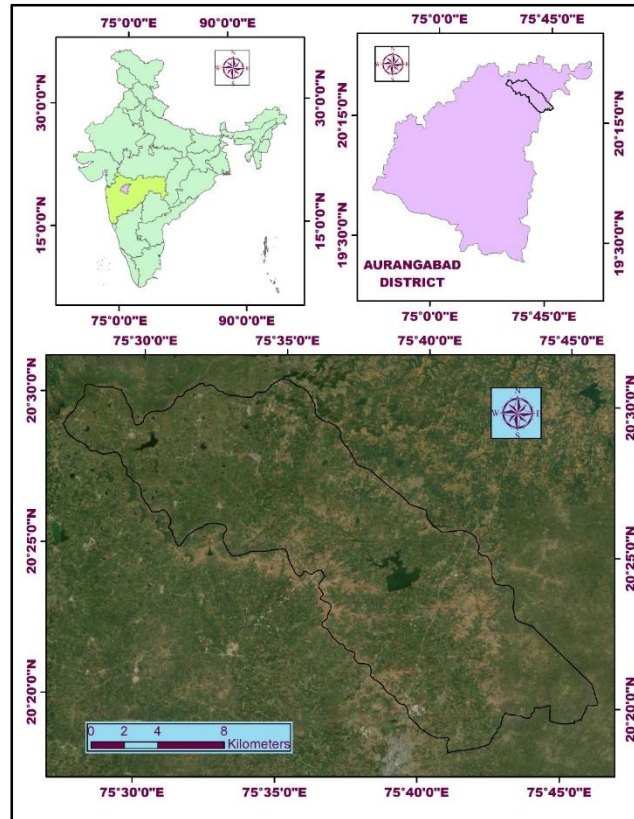 75°0'0"E 90°0'0"E
N
W E
S
30°0'0"N 30°0'0"N
15°0'0"N 15°0'0"N
75°0'0"E 90°0'0"E
75°0'0"E 75°45'0"E
N
W E
S
20°15'0"N 20°15'0"N
19°30'0"N 19°30'0"N
AURANGABAD
DISTRICT
75°0'0"E 75°45'0"E
75°30'0"E 75°35'0"E 75°40'0"E 75°45'0"E
N
W E
S
20°30'0"N 20°30'0"N
20°25'0"N 20°25'0"N
20°20'0"N 20°20'0"N
0 2 4 8
Kilometers
75°30'0"E 75°35'0"E 75°40'0"E 75°45'0"E